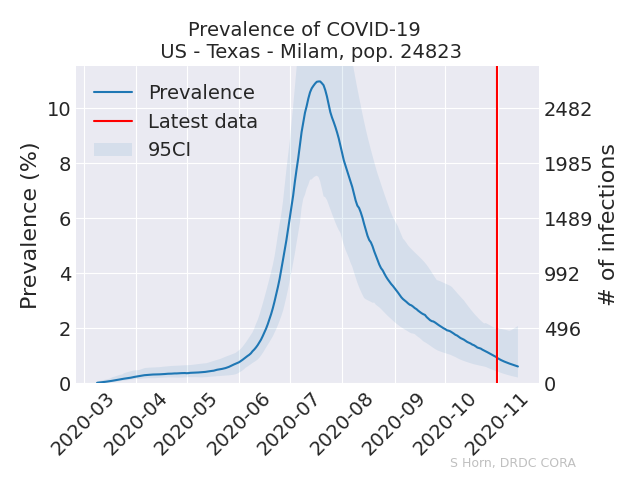 Prevalence of COVID-19
US - Texas - Milam, pop. 24823
Prevalence
Latest data
95CI
Prevalence (%)
10
8
6
4
2
0
2482
1985
1489
992
496
0
# of infections
2020-03
2020-04
2020-05
2020-06
2020-07
2020-08
2020-09
2020-10
2020-11
S Horn, DRDC CORA